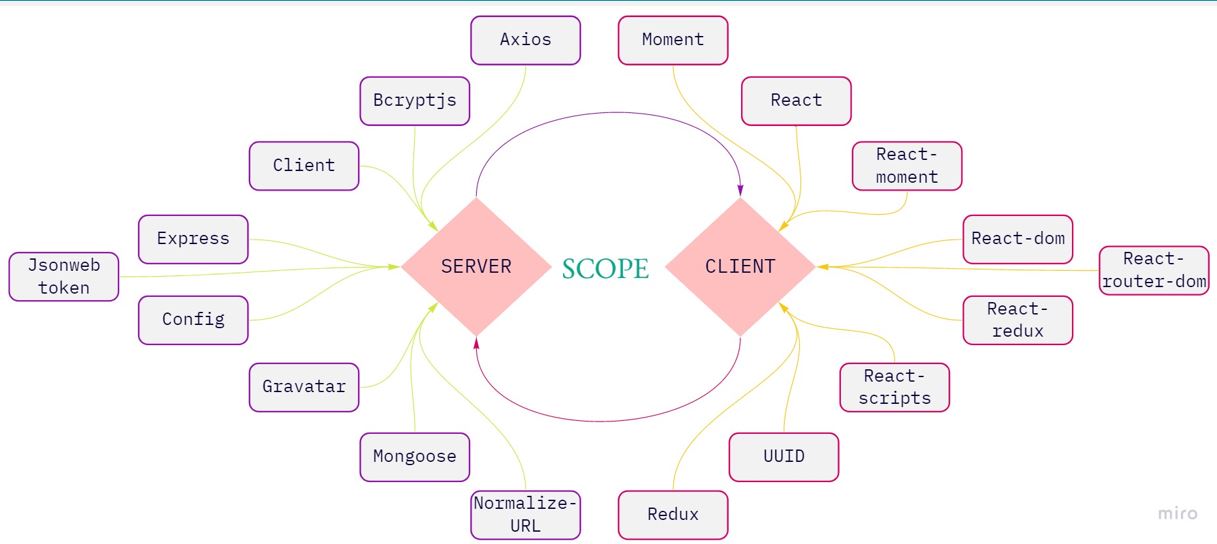 Axios
Moment
Bcryptjs
React
Client
React-
moment
Express
React-dom
Jsonweb
token
SERVER
SCOPE
CLIENT
React-
router-dom
Config
React-
redux
Gravatar
React-
scripts
Mongoose
UUID
Normalize-
URL
Redux
miro